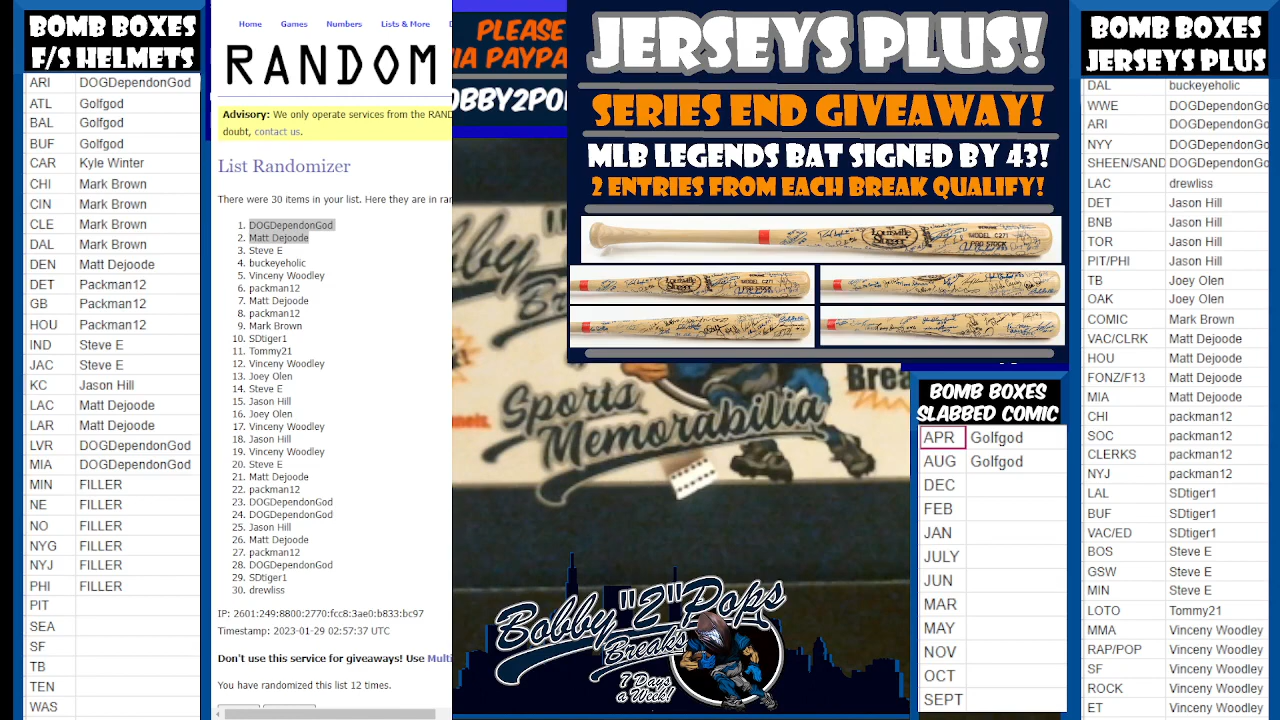 BOMB BOXES
F/S HELMETS
ARI DOGDependonGod
ATL Golfgod
BAL Golfgod
BUF Golfgod
CAR Kyle Winter
CHI Mark Brown
CIN Mark Brown
CLE Mark Brown
DAL Mark Brown
DEN Matt Dejoode
DET Packman12
GB Packman12
HOU Packman12
IND Steve E
JAC Steve E
KC Jason Hill
LAC Matt Dejoode
LAR Matt Dejoode
LVR DOGDependonGod
MIA DOGDependonGod
MIN FILLER
NE FILLER
NO FILLER
NYG FILLER
NYJ FILLER
PHI FILLER
PIT
SEA
SF
TB
TEN
WAS
Home Games Numbers Lists & More
RANDOM
Advisory: We only operate services from the RAND
doubt, contact us.
List Randomizer
There were 30 items in your list. Here they are in ran
1. DOGDependonGod
2. Matt Dejoode
3. Steve E
4. buckeyeholic
5. Vinceny Woodley
6. packman12
7. Matt Dejoode
8. packman12
9. Mark Brown
10. SDtiger1
11. Tommy21
12. Vinceny Woodley
13. Joey Olen
14. Steve E
15. Jason Hill
16. Joey Olen
17. Vinceny Woodley
18. Jason Hill
19. Vinceny Woodley
20. Steve E
21. Matt Dejoode
22. packman12
23. DOGDependonGod
24. DOGDependonGod
25. Jason Hill
26. Matt Dejoode
27. packman12
28. DOGDependonGod
29. SDtiger1
30. drewliss
IP: 2601:249:8800:2770:fcc8:3ae0:b833:bc97
Timestamp: 2023-01-29 02:57:37 UTC
Don't use this service for giveaways! Use Multi
You have randomized this list 12 times.
PLEASE
IA PAYPA
OBBY2PO
JERSEYS PLUS!
SERIES END GIVEAWAY!
MLB LEGENDS BAT SIGNED BY 43!
2 ENTRIES FROM EACH BREAK QUALIFY!
Louisville
Slugger
MODEL C271
Sports
Memorabilia
Brea
nnels.
Bobby "2" Pops
Breaks
7 Days
a Week!
BOMB BOXES
SLABBED COMIC
APR Golfgod
AUG Golfgod
DEC
FEB
JAN
JULY
JUN
MAR
MAY
NOV
OCT
SEPT
BOMB BOXES
JERSEYS PLUS
DAL buckeyeholic
WWE DOGDependonGo
ARI DOGDependonGo
NYY DOGDependonGo
SHEEN/SAND DOGDependonGo
LAC drewliss
DET Jason Hill
BNB Jason Hill
TOR Jason Hill
PIT/PHI Jason Hill
TB Joey Olen
OAK Joey Olen
COMIC Mark Brown
VAC/CLRK Matt Dejoode
HOU Matt Dejoode
FONZ/F13 Matt Dejoode
MIA Matt Dejoode
CHI packman12
SOC packman12
CLERKS packman12
NYJ packman12
LAL SDtiger1
BUF SDtiger1
VAC/ED SDtiger1
BOS Steve E
GSW Steve E
MIN Steve E
LOTO Tommy21
MMA Vinceny Woodley
RAP/POP Vinceny Woodley
SF Vinceny Woodley
ROCK Vinceny Woodley
ET Vinceny Woodley